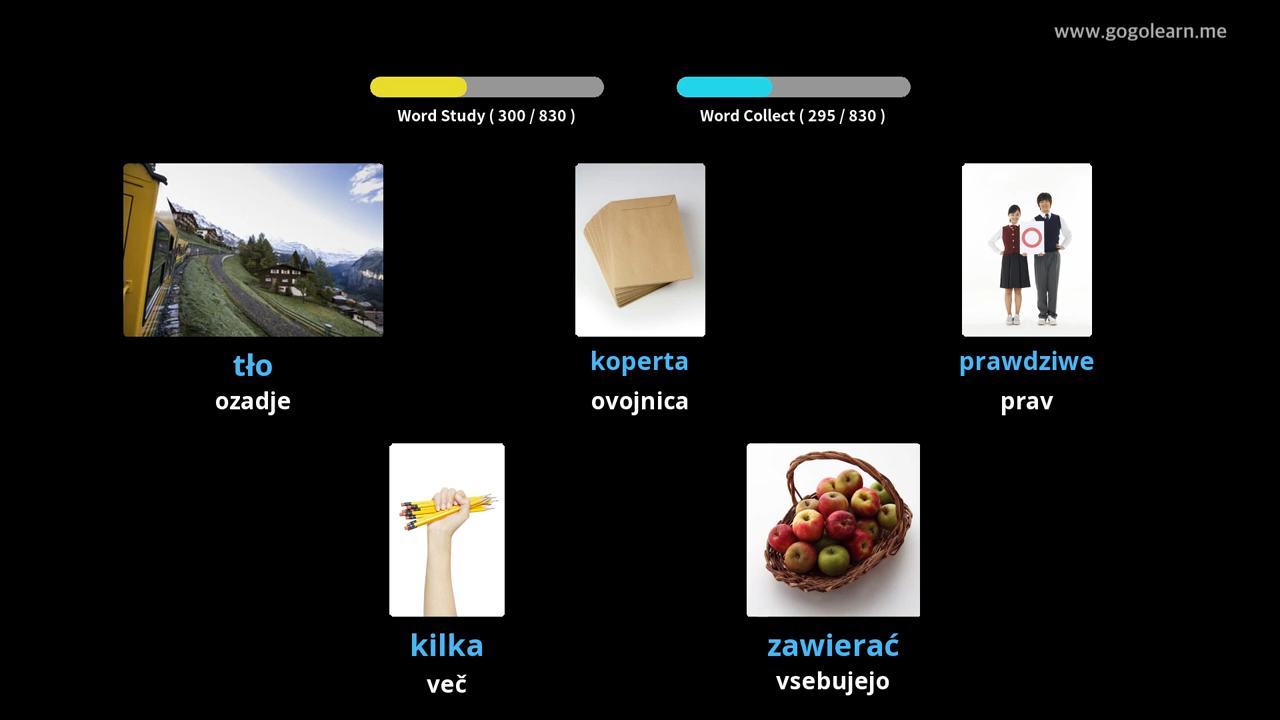 www.gogolearn.me
Word Study ( 300 / 830 )
Word Collect ( 295 / 830 )
tło
ozadje
koperta
ovojnica
prawdziwe
prav
kilka
več
zawierać
vsebujejo